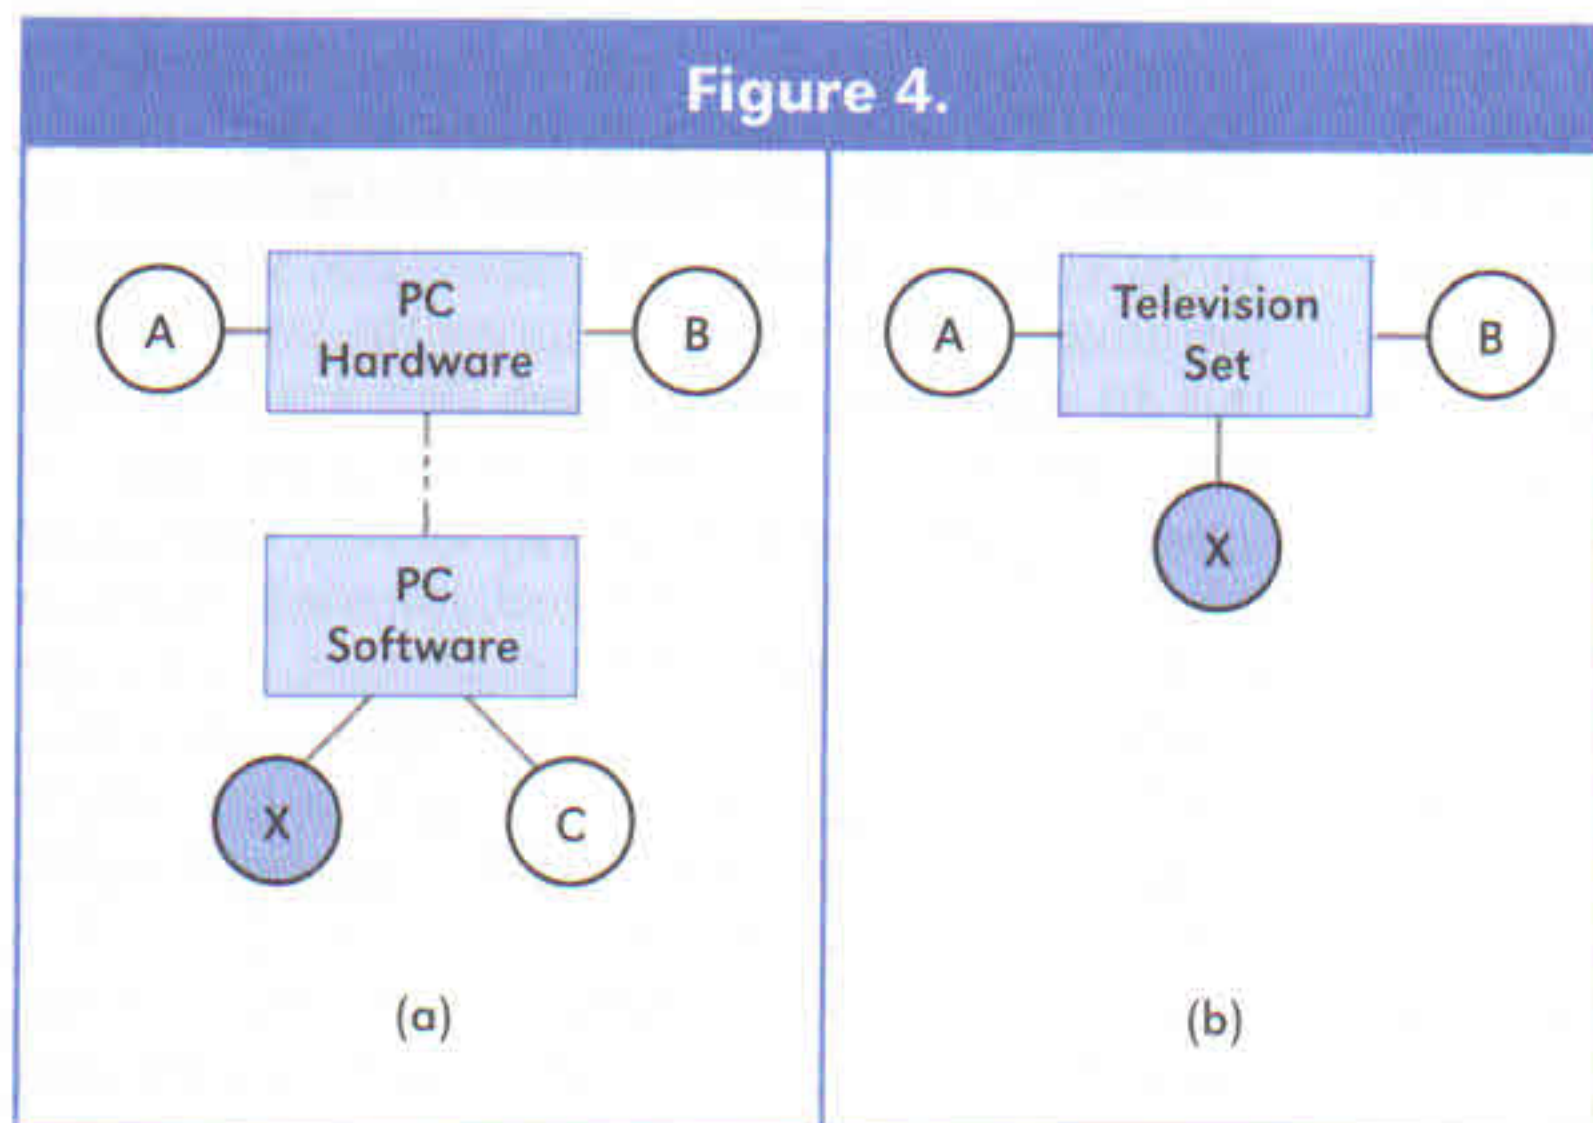 Figure 4.
A
PC
Hardware
B
PC
Software
X
C
(a)
A
Television
Set
B
X
(b)